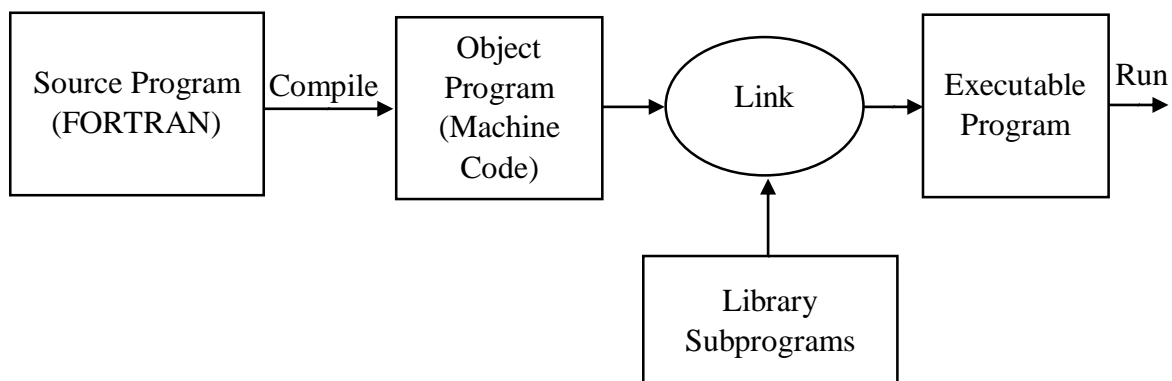 Source Program
(FORTRAN)
Compile
Object
Program
(Machine
Code)
Link
Executable
Program
Run
Library
Subprograms